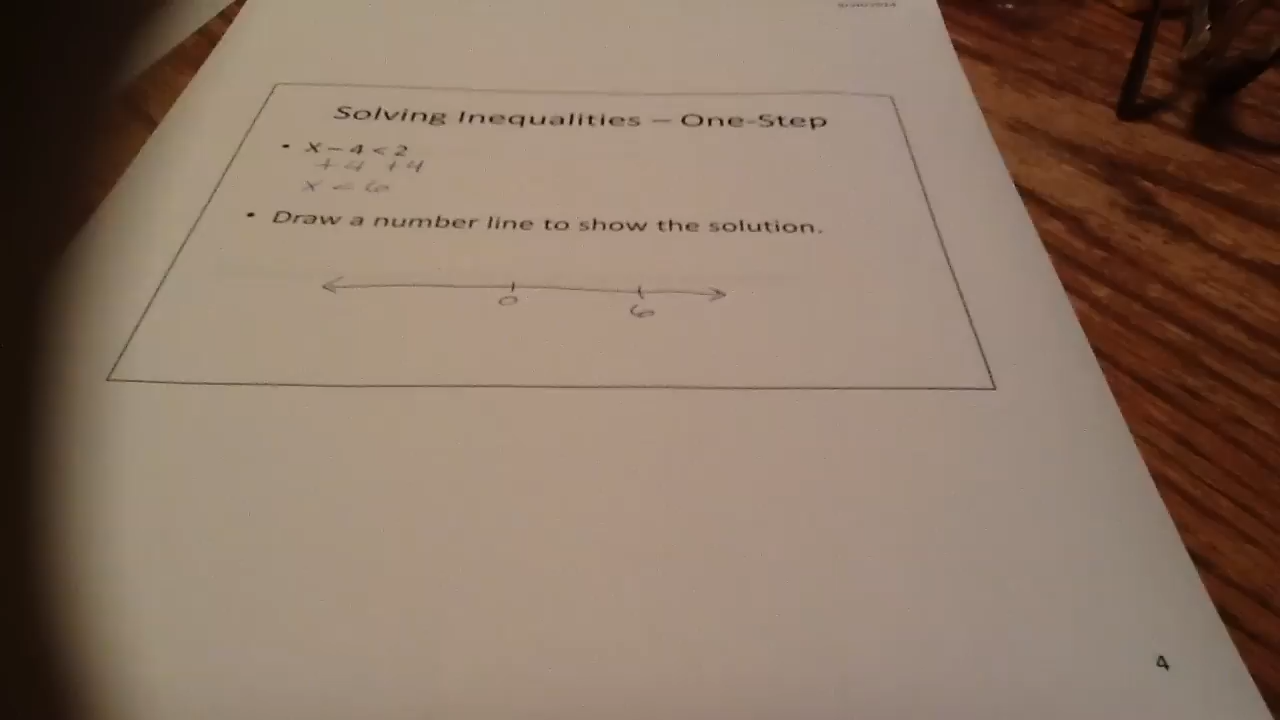 Solving Inequalities – One-Step
• X – 4 < 2
+4 +4
x < 6
• Draw a number line to show the solution.
0 6
4